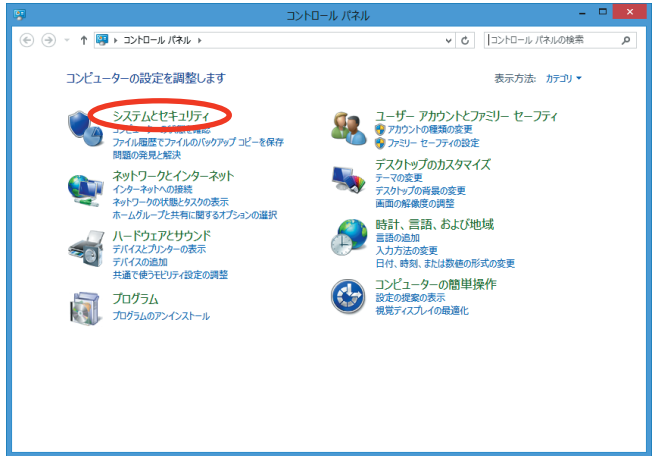 コントロール パネル
コントロール パネル
コントロール パネルの検索
コンピューターの設定を調整します
表示方法: カテゴリ
システムとセキュリティ
コンピューターの状態を確認
ファイル履歴でファイルのバックアップ コピーを保存
問題の発見と解決
ネットワークとインターネット
インターネットへの接続
ネットワークの状態とタスクの表示
ホームグループと共有に関するオプションの選択
ハードウェアとサウンド
デバイスとプリンターの表示
デバイスの追加
共通で使うモビリティ設定の調整
プログラム
プログラムのアンインストール
ユーザー アカウントとファミリー セーフティ
アカウントの種類の変更
ファミリー セーフティの設定
デスクトップのカスタマイズ
テーマの変更
デスクトップの背景の変更
画面の解像度の調整
時計、言語、および地域
言語の追加
入力方法の変更
日付、時刻、または数値の形式の変更
コンピューターの簡単操作
設定の提案の表示
視覚ディスプレイの最適化